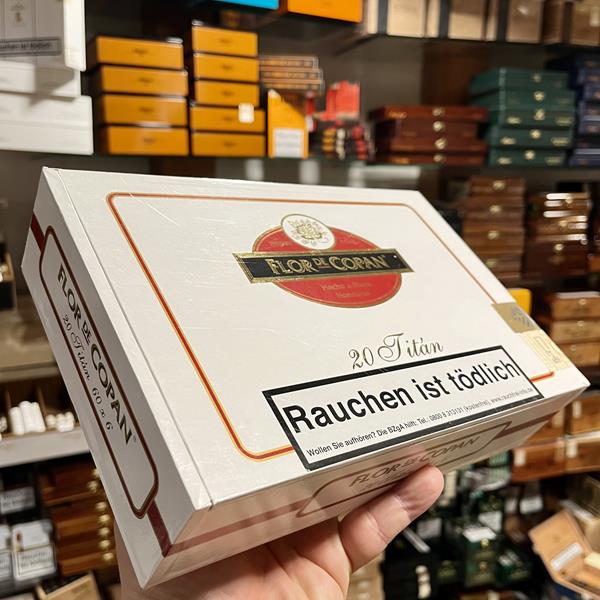 FLOR DE COPAN
Hecho a Mano
Honduras
20 Titán
Rauchen ist tödlich
Wollen Sie aufhören? Die BZgA hilft: Tel.: 0800 8 313131 (kostenfrei), www.rauchfrei-info.de
FLOR DE COPAN
20 Titán 60 x 6
FLOR DE COPAN